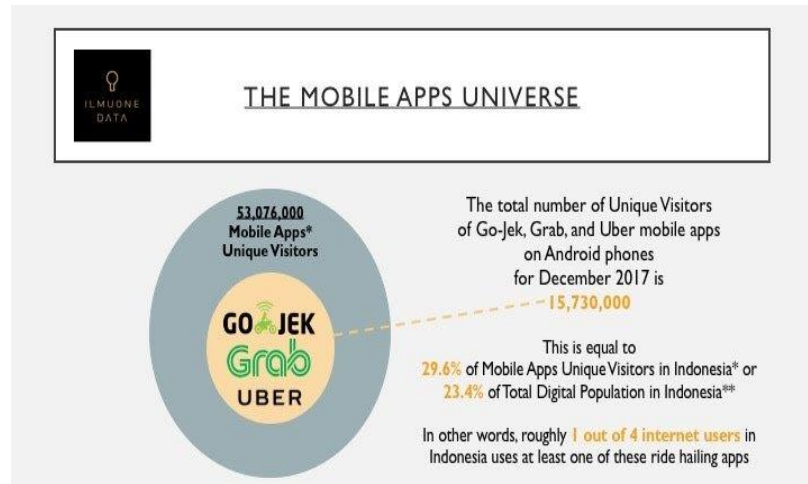 ILMUONE
DATA
THE MOBILE APPS UNIVERSE
53,076,000
Mobile Apps*
Unique Visitors
GO JEK
Grab
UBER
The total number of Unique Visitors
of Go-Jek, Grab, and Uber mobile apps
on Android phones
for December 2017 is
15,730,000
This is equal to
29.6% of Mobile Apps Unique Visitors in Indonesia* or
23.4% of Total Digital Population in Indonesia**
In other words, roughly 1 out of 4 internet users in
Indonesia uses at least one of these ride hailing apps